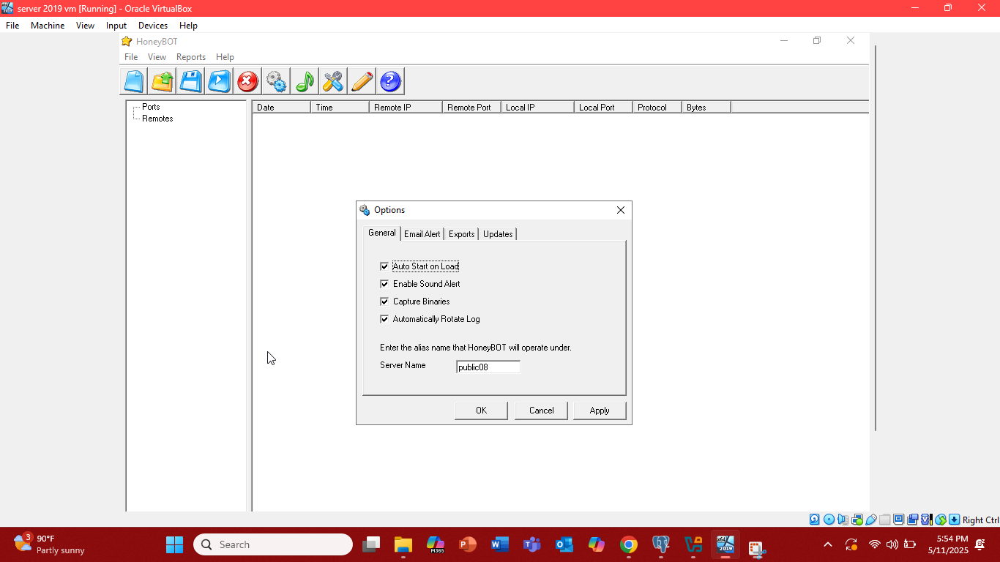 server 2019 vm [Running] - Oracle VirtualBox
File Machine View Input Devices Help
HoneyBOT
File View Reports Help
Ports
Remotes
Date Time Remote IP Remote Port Local IP Local Port Protocol Bytes
Options
General Email Alert Exports Updates
Auto Start on Load
Enable Sound Alert
Capture Binaries
Automatically Rotate Log
Enter the alias name that HoneyBOT will operate under.
Server Name public08
OK Cancel Apply
Right Ctrl
3
90°F
Partly sunny
Search
M365
x64
2019
5:54 PM
5/11/2025